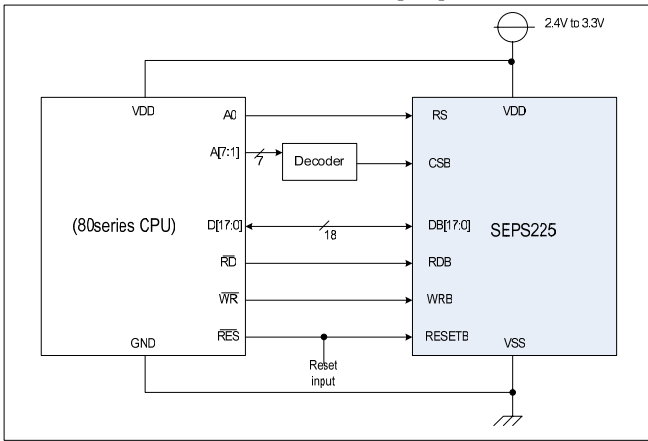 2.4V to 3.3V
VDD
A0
RS
VDD
A[7:1]
7
Decoder
CSB
(80series CPU)
D[17:0]
18
DB[17:0]
SEPS225
RD
RDB
WR
WRB
GND
RES
RESETB
VSS
Reset
input